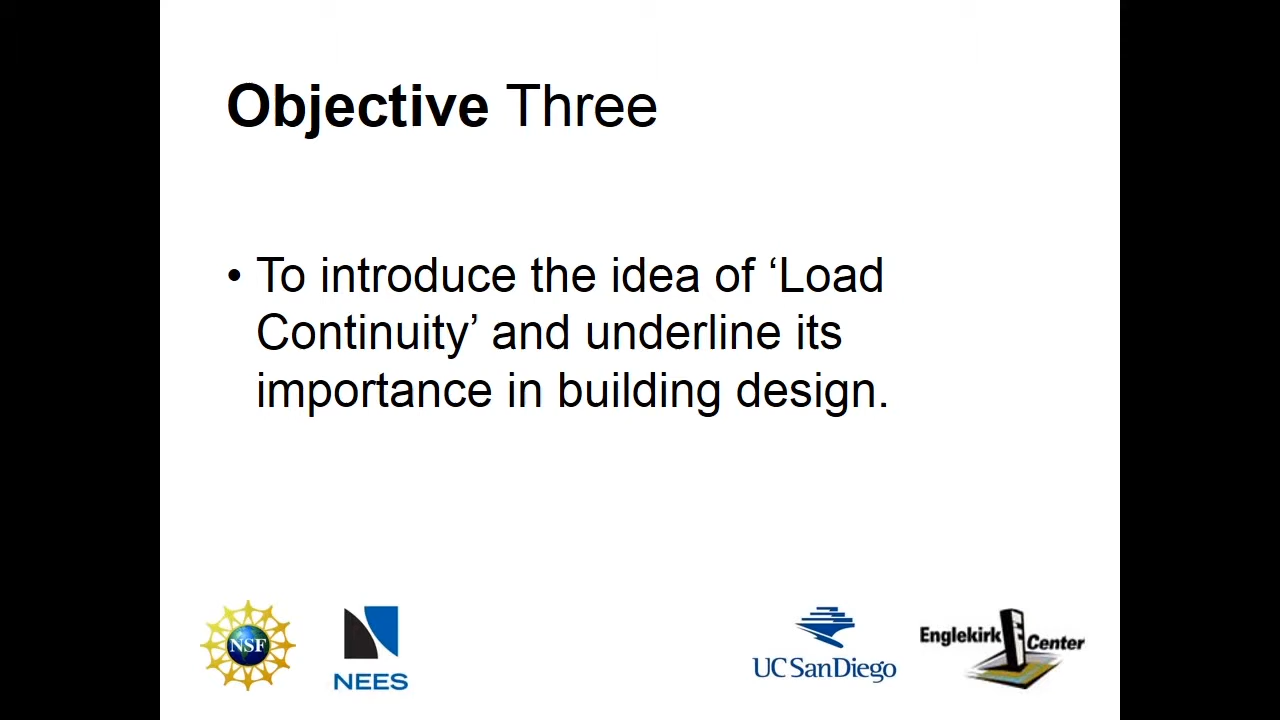 Objective Three
• To introduce the idea of ‘Load
Continuity’ and underline its
importance in building design.
NSF
NEES
UC San Diego
Englekirk Center